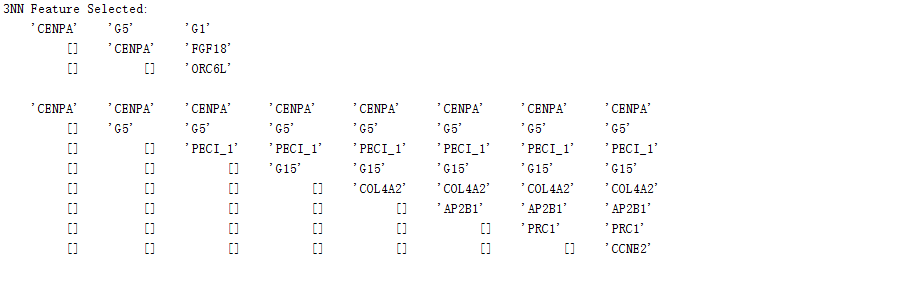 3NN Feature Selected:
'CENPA' 'G5' 'G1'
[] 'CENPA' 'FGF18'
[] [] 'ORC6L'
'CENPA' 'CENPA' 'CENPA' 'CENPA' 'CENPA' 'CENPA' 'CENPA' 'CENPA'
[] 'G5' 'G5' 'G5' 'G5' 'G5' 'G5' 'G5'
[] [] 'PECI_1' 'PECI_1' 'PECI_1' 'PECI_1' 'PECI_1' 'PECI_1'
[] [] [] 'G15' 'G15' 'G15' 'G15' 'G15'
[] [] [] [] 'COL4A2' 'COL4A2' 'COL4A2' 'COL4A2'
[] [] [] [] [] 'AP2B1' 'AP2B1' 'AP2B1'
[] [] [] [] [] [] 'PRC1' 'PRC1'
[] [] [] [] [] [] [] 'CCNE2'